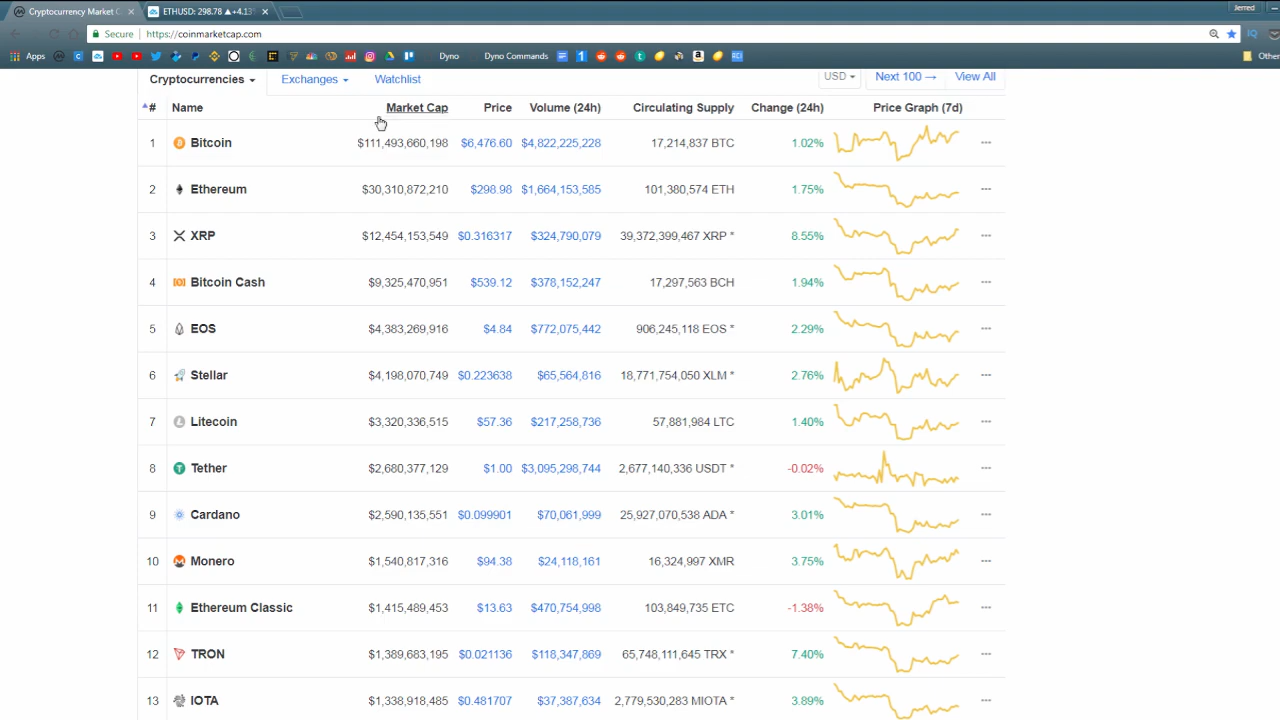 Cryptocurrency Market C
ETHUSD: 298.78 ▲+4.13
Jerred
Secure https://coinmarketcap.com
Apps Dyno Dyno Commands Other
Cryptocurrencies Exchanges Watchlist USD Next 100 → View All
# Name Market Cap Price Volume (24h) Circulating Supply Change (24h) Price Graph (7d)
1 Bitcoin $111,493,660,198 $6,476.60 $4,822,225,228 17,214,837 BTC 1.02%
2 Ethereum $30,310,872,210 $298.98 $1,664,153,585 101,380,574 ETH 1.75%
3 XRP $12,454,153,549 $0.316317 $324,790,079 39,372,399,467 XRP * 8.55%
4 Bitcoin Cash $9,325,470,951 $539.12 $378,152,247 17,297,563 BCH 1.94%
5 EOS $4,383,269,916 $4.84 $772,075,442 906,245,118 EOS * 2.29%
6 Stellar $4,198,070,749 $0.223638 $65,564,816 18,771,754,050 XLM * 2.76%
7 Litecoin $3,320,336,515 $57.36 $217,258,736 57,881,984 LTC 1.40%
8 Tether $2,680,377,129 $1.00 $3,095,298,744 2,677,140,336 USDT * -0.02%
9 Cardano $2,590,135,551 $0.099901 $70,061,999 25,927,070,538 ADA * 3.01%
10 Monero $1,540,817,316 $94.38 $24,118,161 16,324,997 XMR 3.75%
11 Ethereum Classic $1,415,489,453 $13.63 $470,754,998 103,849,735 ETC -1.38%
12 TRON $1,389,683,195 $0.021136 $118,347,869 65,748,111,645 TRX * 7.40%
13 IOTA $1,338,918,485 $0.481707 $37,387,634 2,779,530,283 MIOTA * 3.89%